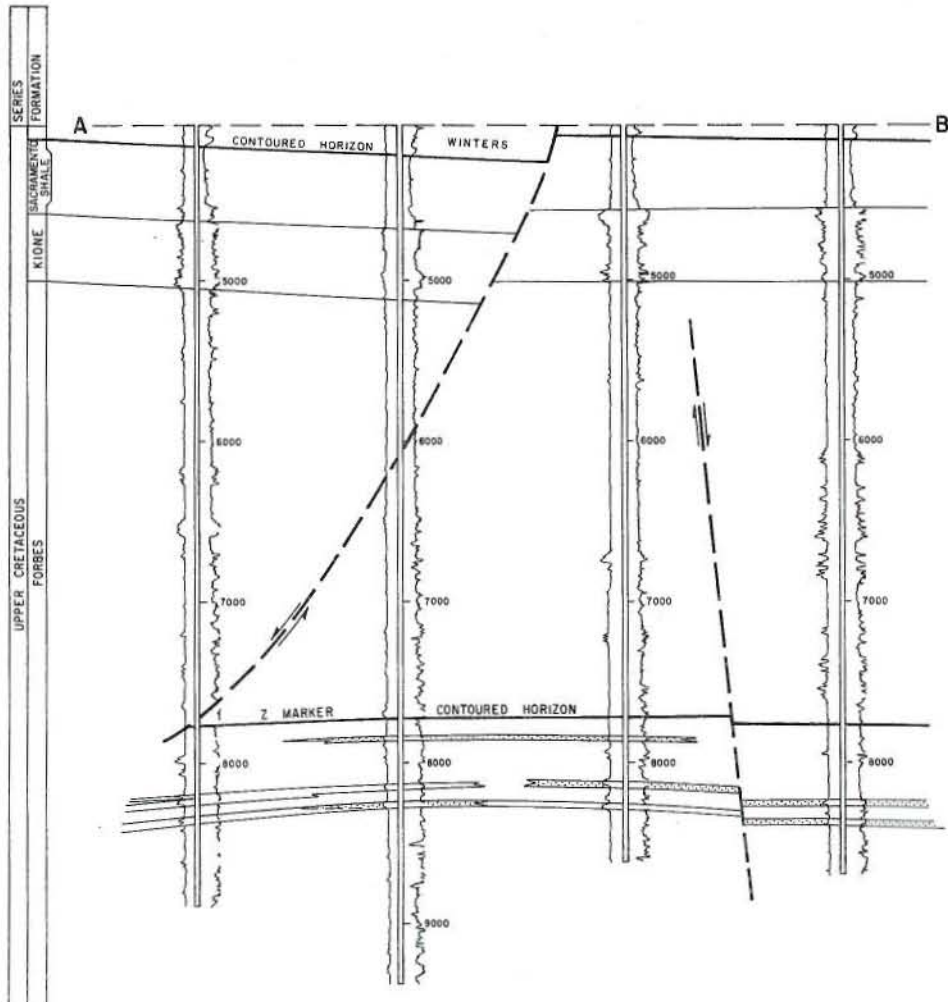 SERIES
FORMATION
A
B
CONTOURED HORIZON
WINTERS
SACRAMENTO
SHALE
KIONE
5000
5000
5000
5000
6000
6000
6000
6000
UPPER CRETACEOUS
FORBES
7000
7000
7000
7000
Z MARKER
CONTOURED HORIZON
8000
8000
8000
8000
9000